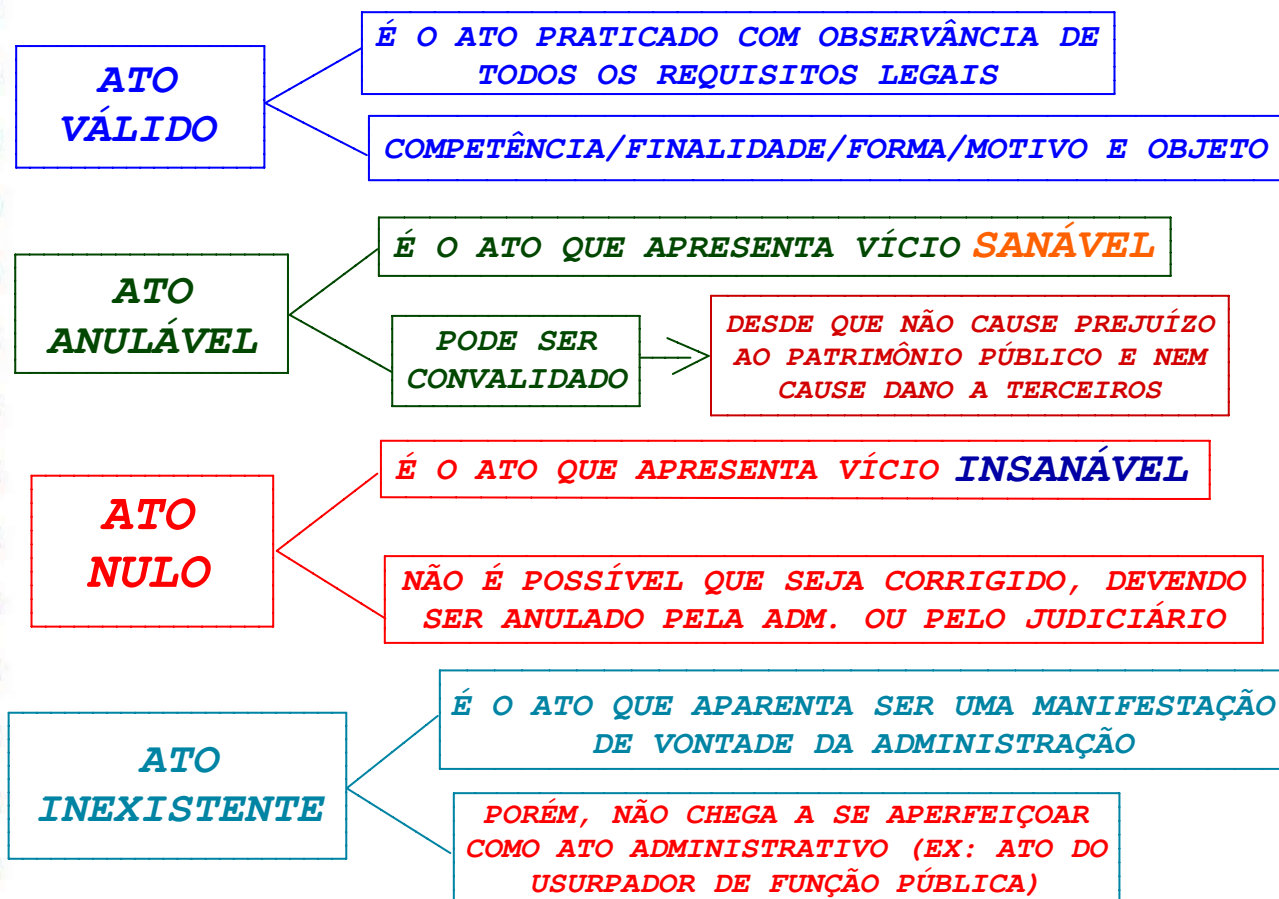 ATO
VÁLIDO
É O ATO PRATICADO COM OBSERVÂNCIA DE
TODOS OS REQUISITOS LEGAIS
COMPETÊNCIA/FINALIDADE/FORMA/MOTIVO E OBJETO
ATO
ANULÁVEL
É O ATO QUE APRESENTA VÍCIO SANÁVEL
PODE SER
CONVALIDADO
DESDE QUE NÃO CAUSE PREJUÍZO
AO PATRIMÔNIO PÚBLICO E NEM
CAUSE DANO A TERCEIROS
ATO
NULO
É O ATO QUE APRESENTA VÍCIO INSANÁVEL
NÃO É POSSÍVEL QUE SEJA CORRIGIDO, DEVENDO
SER ANULADO PELA ADM. OU PELO JUDICIÁRIO
ATO
INEXISTENTE
É O ATO QUE APARENTA SER UMA MANIFESTAÇÃO
DE VONTADE DA ADMINISTRAÇÃO
PORÉM, NÃO CHEGA A SE APERFEIÇOAR
COMO ATO ADMINISTRATIVO (EX: ATO DO
USURPADOR DE FUNÇÃO PÚBLICA)